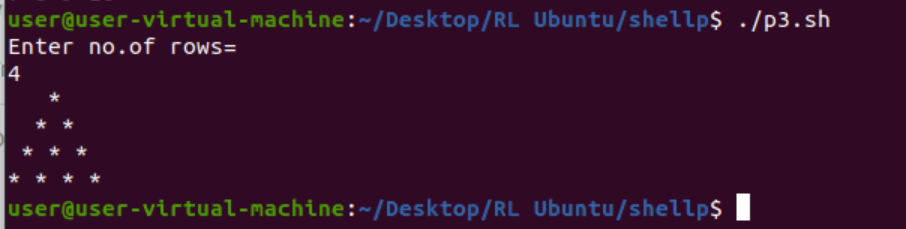 user@user-virtual-machine:~/Desktop/RL Ubuntu/shellp$ ./p3.sh
Enter no.of rows=
4
   *
  * *
 * * *
* * * *
user@user-virtual-machine:~/Desktop/RL Ubuntu/shellp$